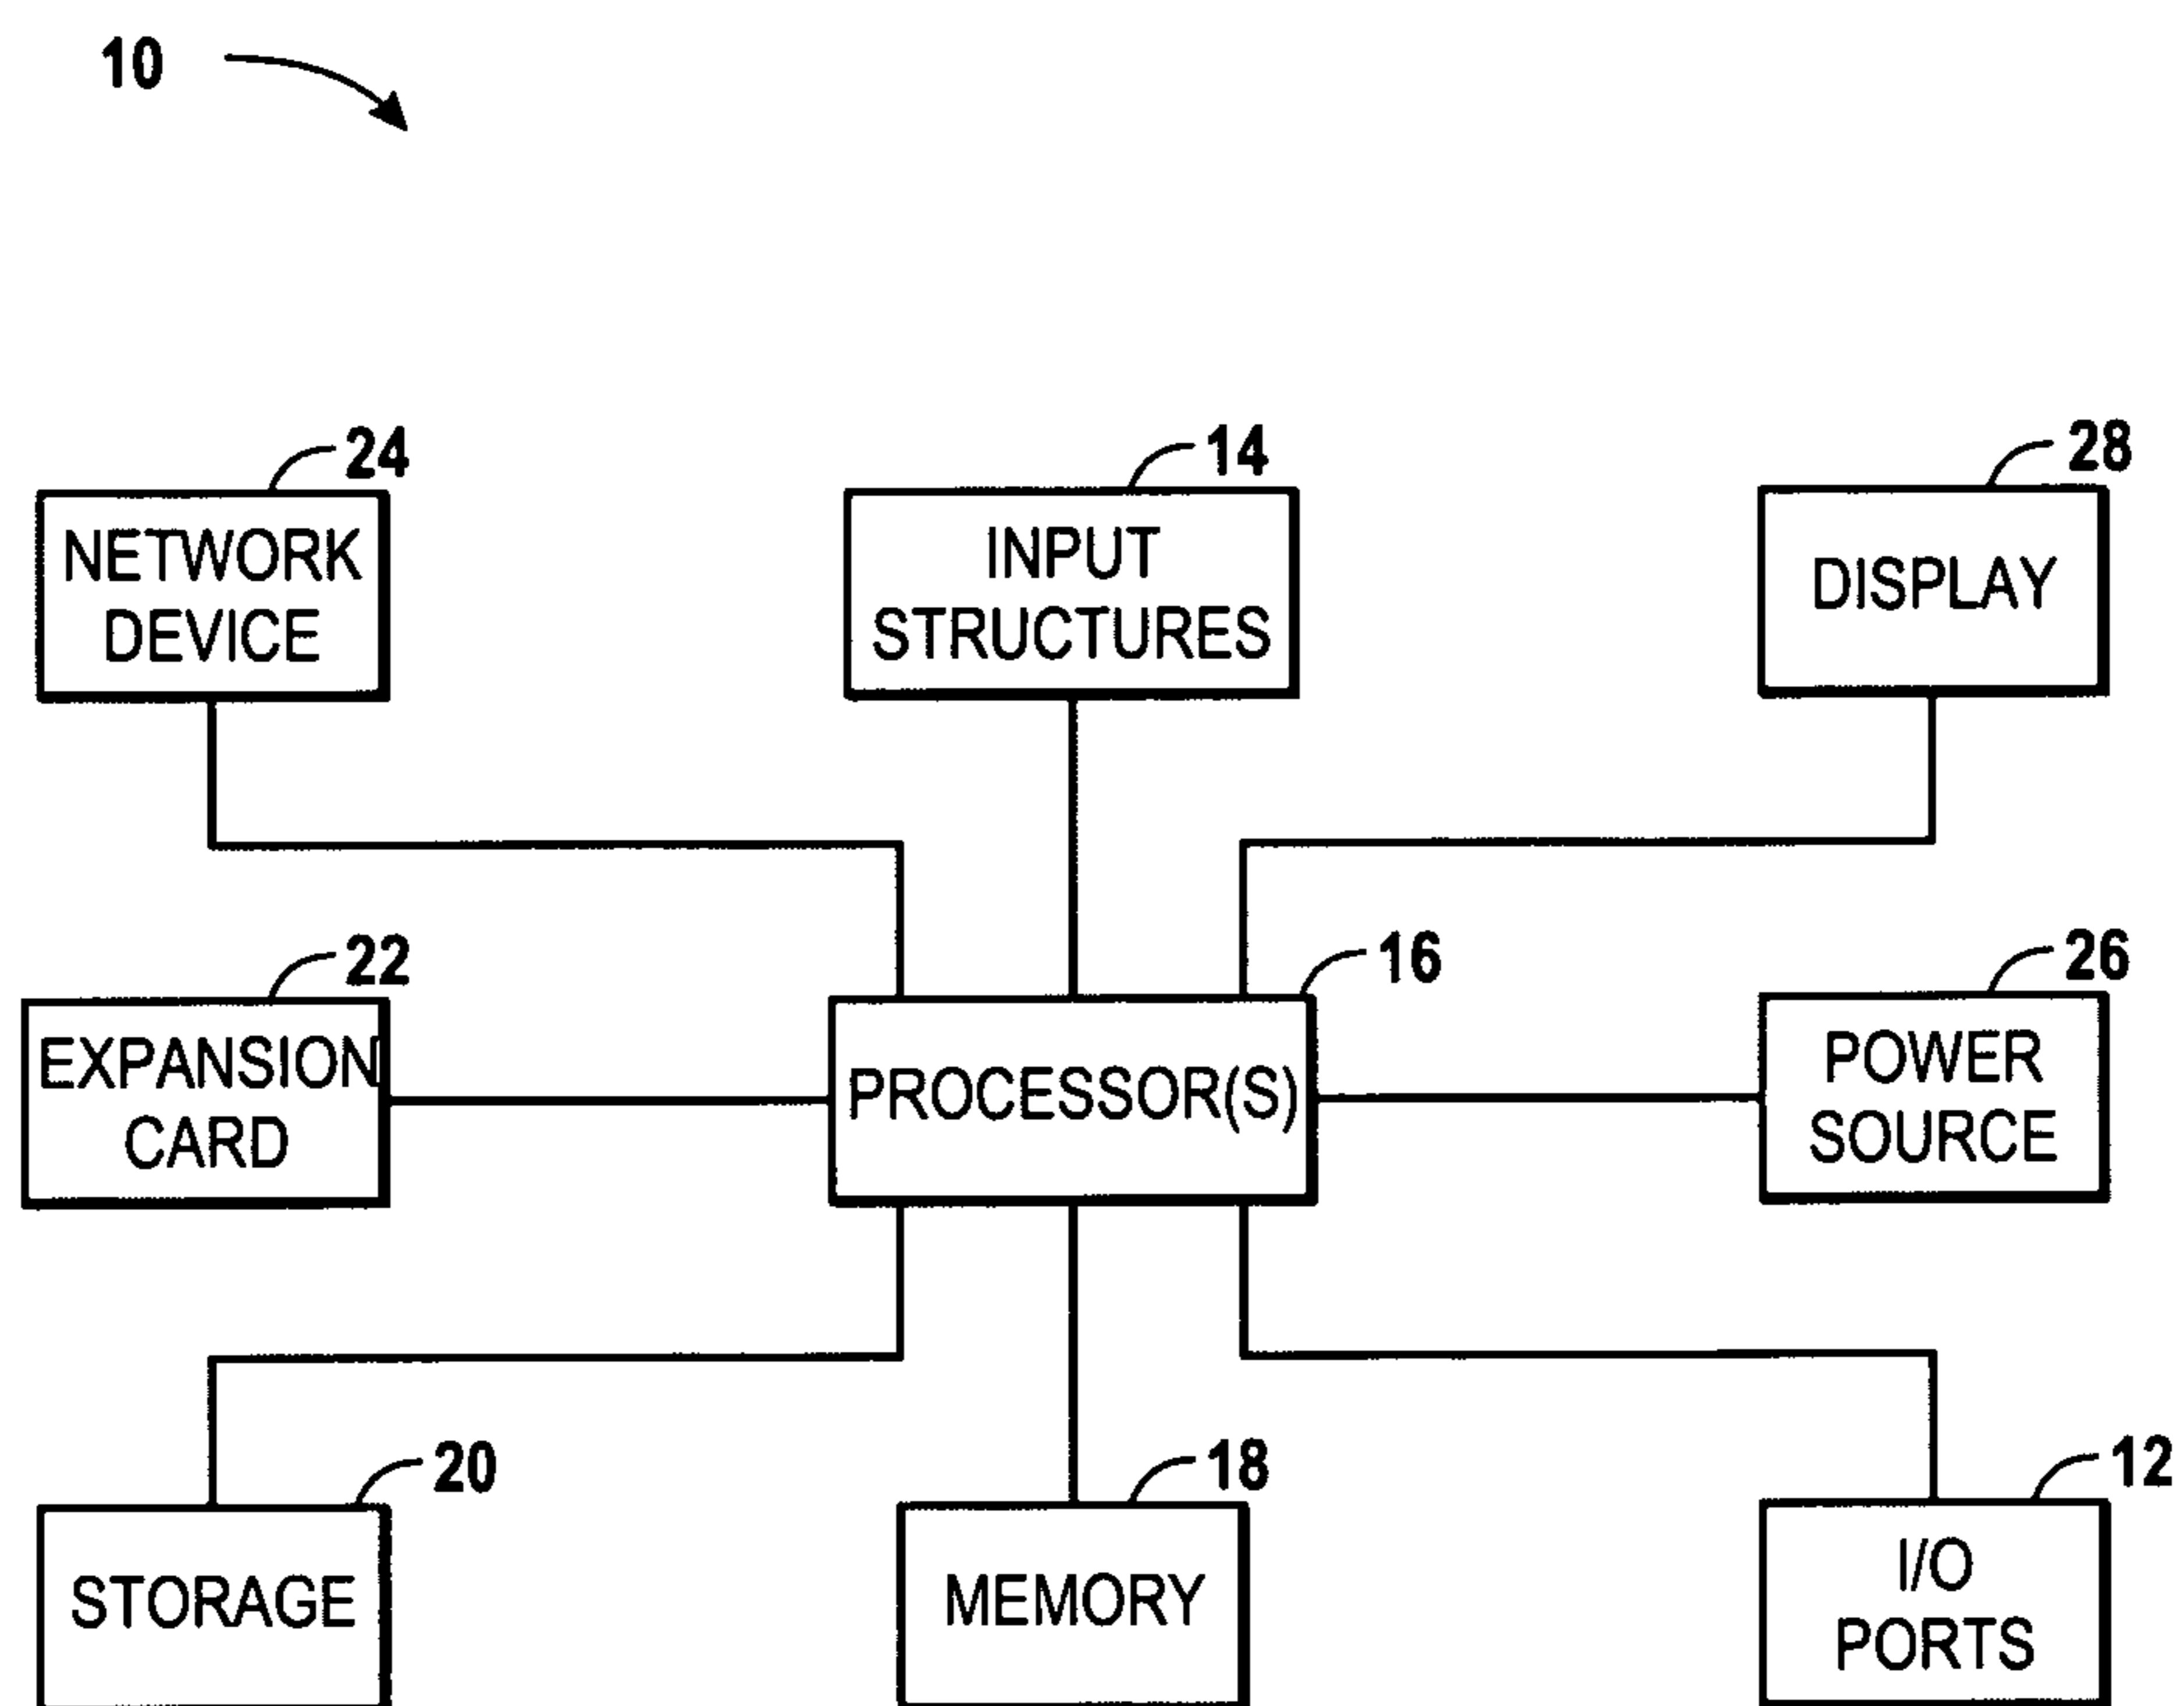 10
24
14
28
NETWORK
DEVICE
INPUT
STRUCTURES
DISPLAY
22
16
26
EXPANSION
CARD
PROCESSOR(S)
POWER
SOURCE
20
18
12
STORAGE
MEMORY
I/O
PORTS